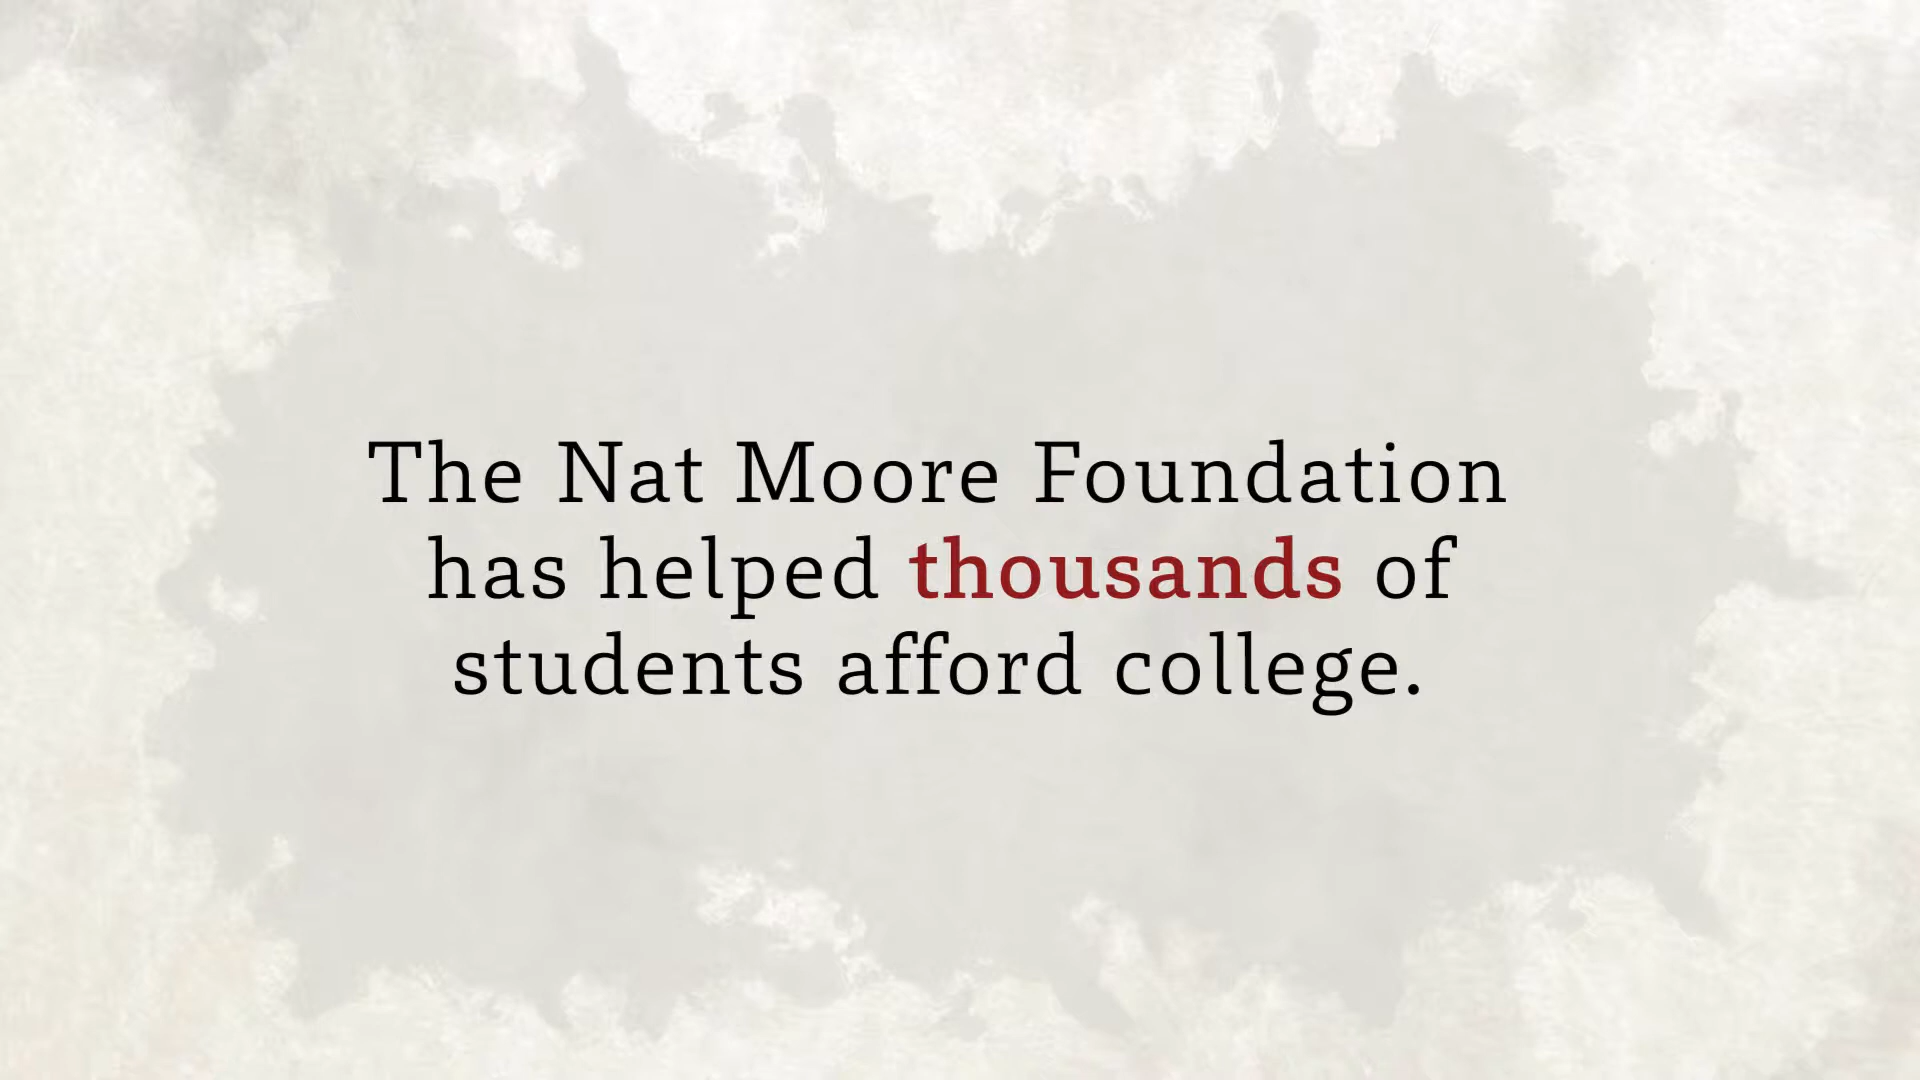 The Nat Moore Foundation
has helped thousands of
students afford college.